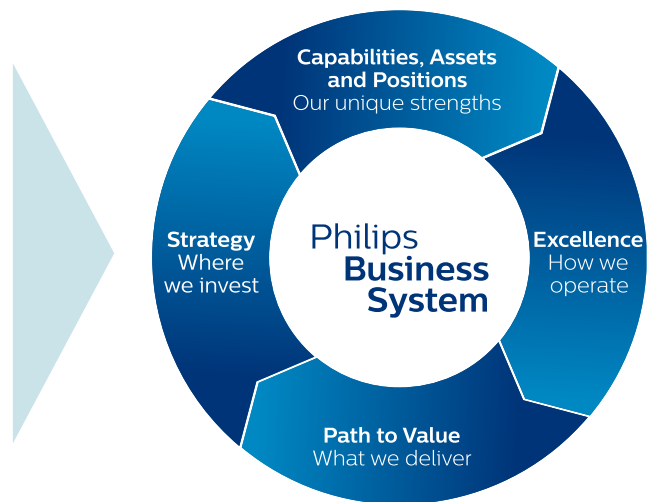 Capabilities, Assets
and Positions
Our unique strengths
Strategy
Where
we invest
Philips
Business
System
Excellence
How we
operate
Path to Value
What we deliver